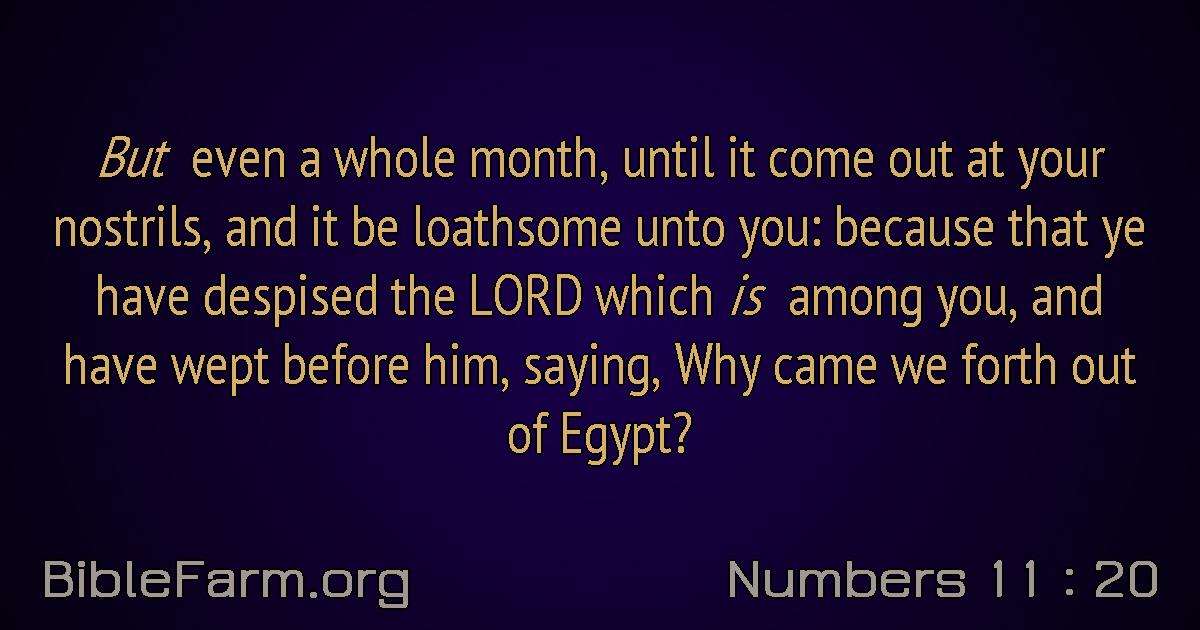 But even a whole month, until it come out at your
nostrils, and it be loathsome unto you: because that ye
have despised the LORD which is among you, and
have wept before him, saying, Why came we forth out
of Egypt?
BibleFarm.org
Numbers 11 : 20